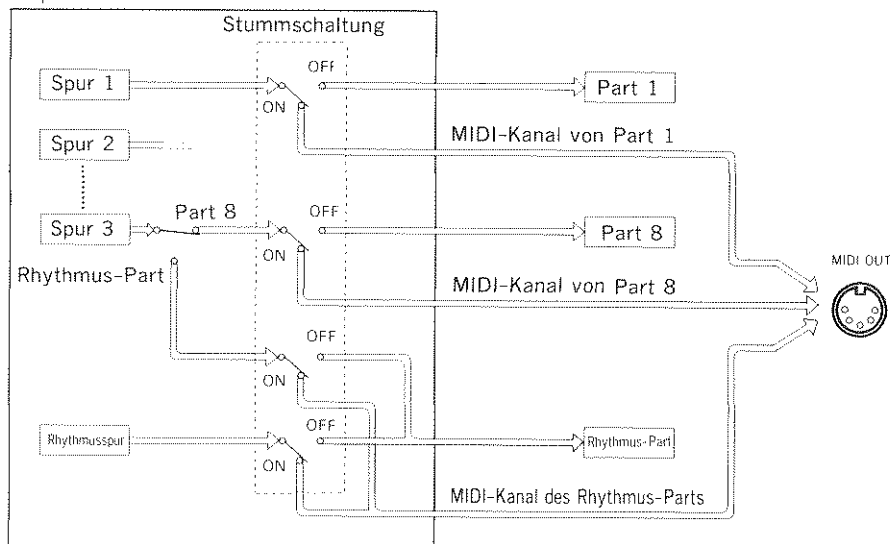 Stummschaltung
OFF
Spur 1
Part 1
ON
MIDI-Kanal von Part 1
Spur 2
OFF
Part 8
Spur 3
Part 8
ON
Rhythmus-Part
MIDI-Kanal von Part 8
MIDI OUT
OFF
ON
OFF
Rhythmusspur
Rhythmus-Part
ON
MIDI-Kanal des Rhythmus-Parts